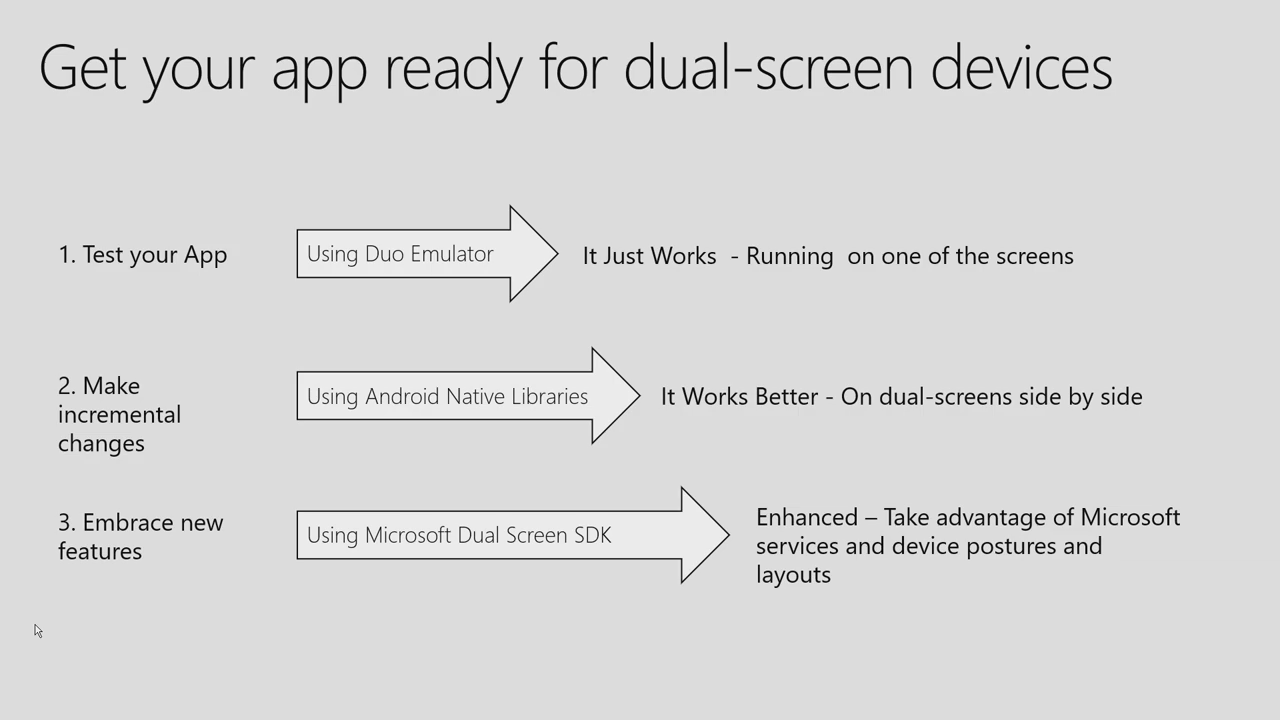 Get your app ready for dual-screen devices
1. Test your App
Using Duo Emulator
It Just Works - Running on one of the screens
2. Make
incremental
changes
Using Android Native Libraries
It Works Better - On dual-screens side by side
3. Embrace new
features
Using Microsoft Dual Screen SDK
Enhanced – Take advantage of Microsoft
services and device postures and
layouts